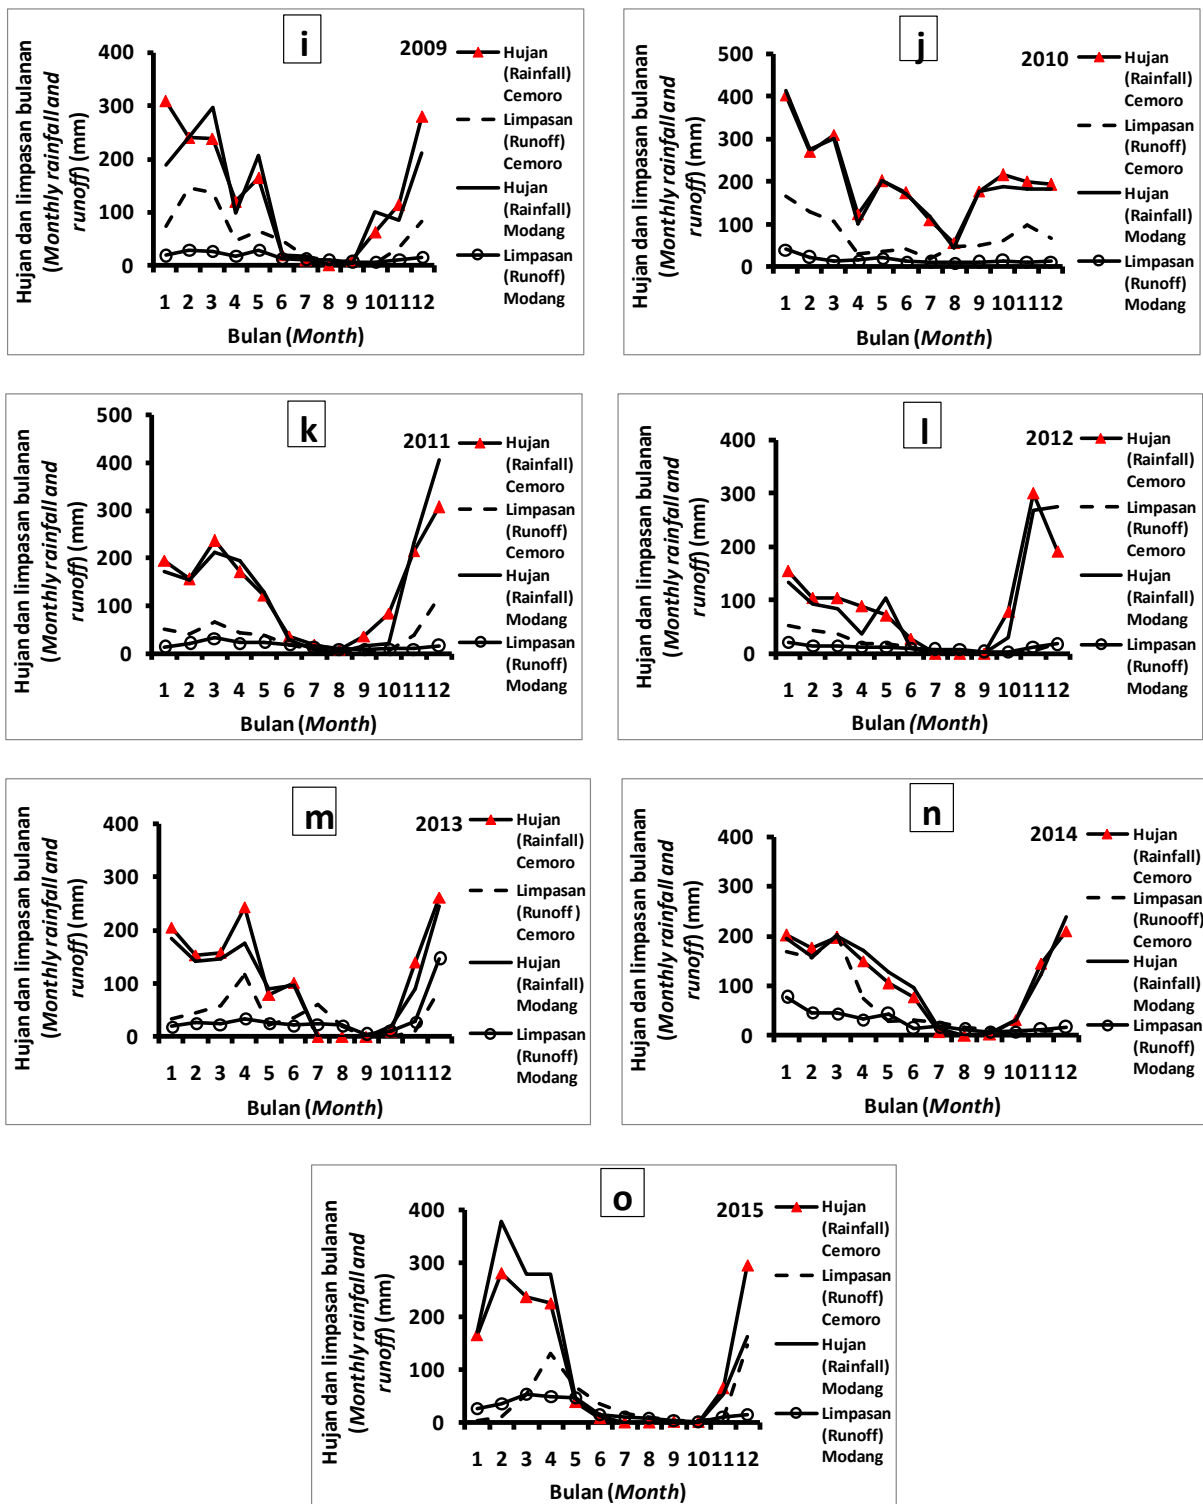 i
2009
Hujan dan limpasan bulanan
(Monthly rainfall and
runoff) (mm)
400
300
200
100
0
1 2 3 4 5 6 7 8 9 10 11 12
Bulan (Month)
Hujan
(Rainfall)
Cemoro
Limpasan
(Runoff)
Cemoro
Hujan
(Rainfall)
Modang
Limpasan
(Runoff)
Modang
j
2010
Hujan dan limpasan bulanan
(Monthly rainfall and
runoff) (mm)
500
400
300
200
100
0
1 2 3 4 5 6 7 8 9 10 11 12
Bulan (Month)
Hujan
(Rainfall)
Cemoro
Limpasan
(Runoff)
Cemoro
Hujan
(Rainfall)
Modang
Limpasan
(Runoff)
Modang
k
2011
Hujan dan limpasan bulanan
(Monthly rainfall and
runoff) (mm)
500
400
300
200
100
0
1 2 3 4 5 6 7 8 9 10 11 12
Bulan (Month)
Hujan
(Rainfall)
Cemoro
Limpasan
(Runoff)
Cemoro
Hujan
(Rainfall)
Modang
Limpasan
(Runoff)
Modang
l
2012
Hujan dan limpasan bulanan
(Monthly rainfall and
runoff) (mm)
400
300
200
100
0
1 2 3 4 5 6 7 8 9 10 11 12
Bulan (Month)
Hujan
(Rainfall)
Cemoro
Limpasan
(Runoff)
Cemoro
Hujan
(Rainfall)
Modang
Limpasan
(Runoff)
Modang
m
2013
Hujan dan limpasan bulanan
(Monthly rainfall and
runoff) (mm)
400
300
200
100
0
1 2 3 4 5 6 7 8 9 10 11 12
Bulan (Month)
Hujan
(Rainfall)
Cemoro
Limpasan
(Runoff )
Cemoro
Hujan
(Rainfall)
Modang
Limpasan
(Runoff)
Modang
n
2014
Hujan dan limpasan bulanan
(Monthly rainfall and
runoff) (mm)
400
300
200
100
0
1 2 3 4 5 6 7 8 9 10 11 12
Bulan (Month)
Hujan
(Rainfall)
Cemoro
Limpasan
(Runooff)
Cemoro
Hujan
(Rainfall)
Modang
Limpasan
(Runoff)
Modang
o
2015
Hujan dan limpasan bulanan
(Monthly rainfall and
runoff) (mm)
400
300
200
100
0
1 2 3 4 5 6 7 8 9 10 11 12
Bulan (Month)
Hujan
(Rainfall)
Cemoro
Limpasan
(Runoff)
Cemoro
Hujan
(Rainfall)
Modang
Limpasan
(Runoff)
Modang